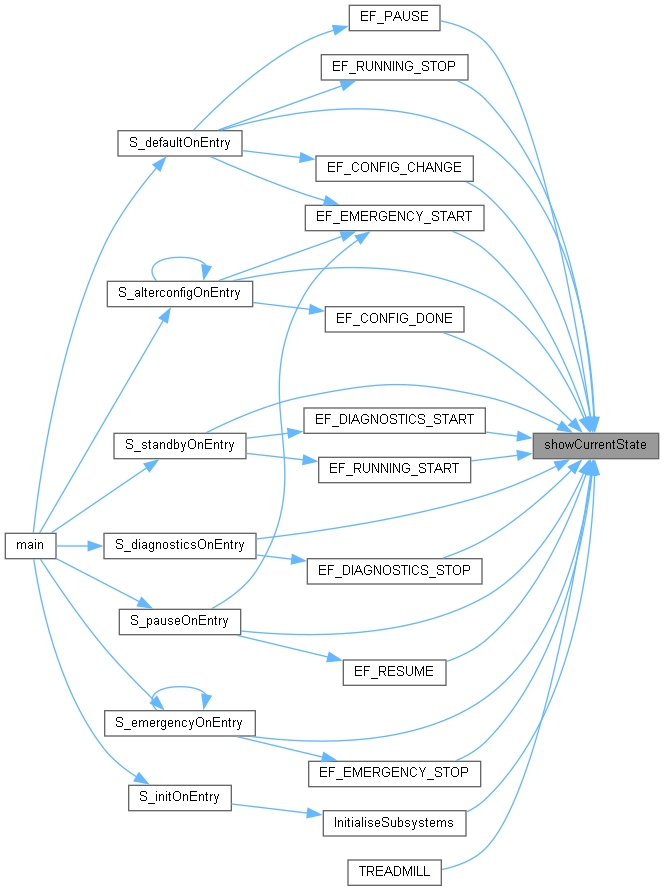 EF_PAUSE
EF_RUNNING_STOP
S_defaultOnEntry
EF_CONFIG_CHANGE
EF_EMERGENCY_START
S_alterconfigOnEntry
EF_CONFIG_DONE
EF_DIAGNOSTICS_START
S_standbyOnEntry
showCurrentState
EF_RUNNING_START
main
S_diagnosticsOnEntry
EF_DIAGNOSTICS_STOP
S_pauseOnEntry
EF_RESUME
S_emergencyOnEntry
EF_EMERGENCY_STOP
S_initOnEntry
InitialiseSubsystems
TREADMILL